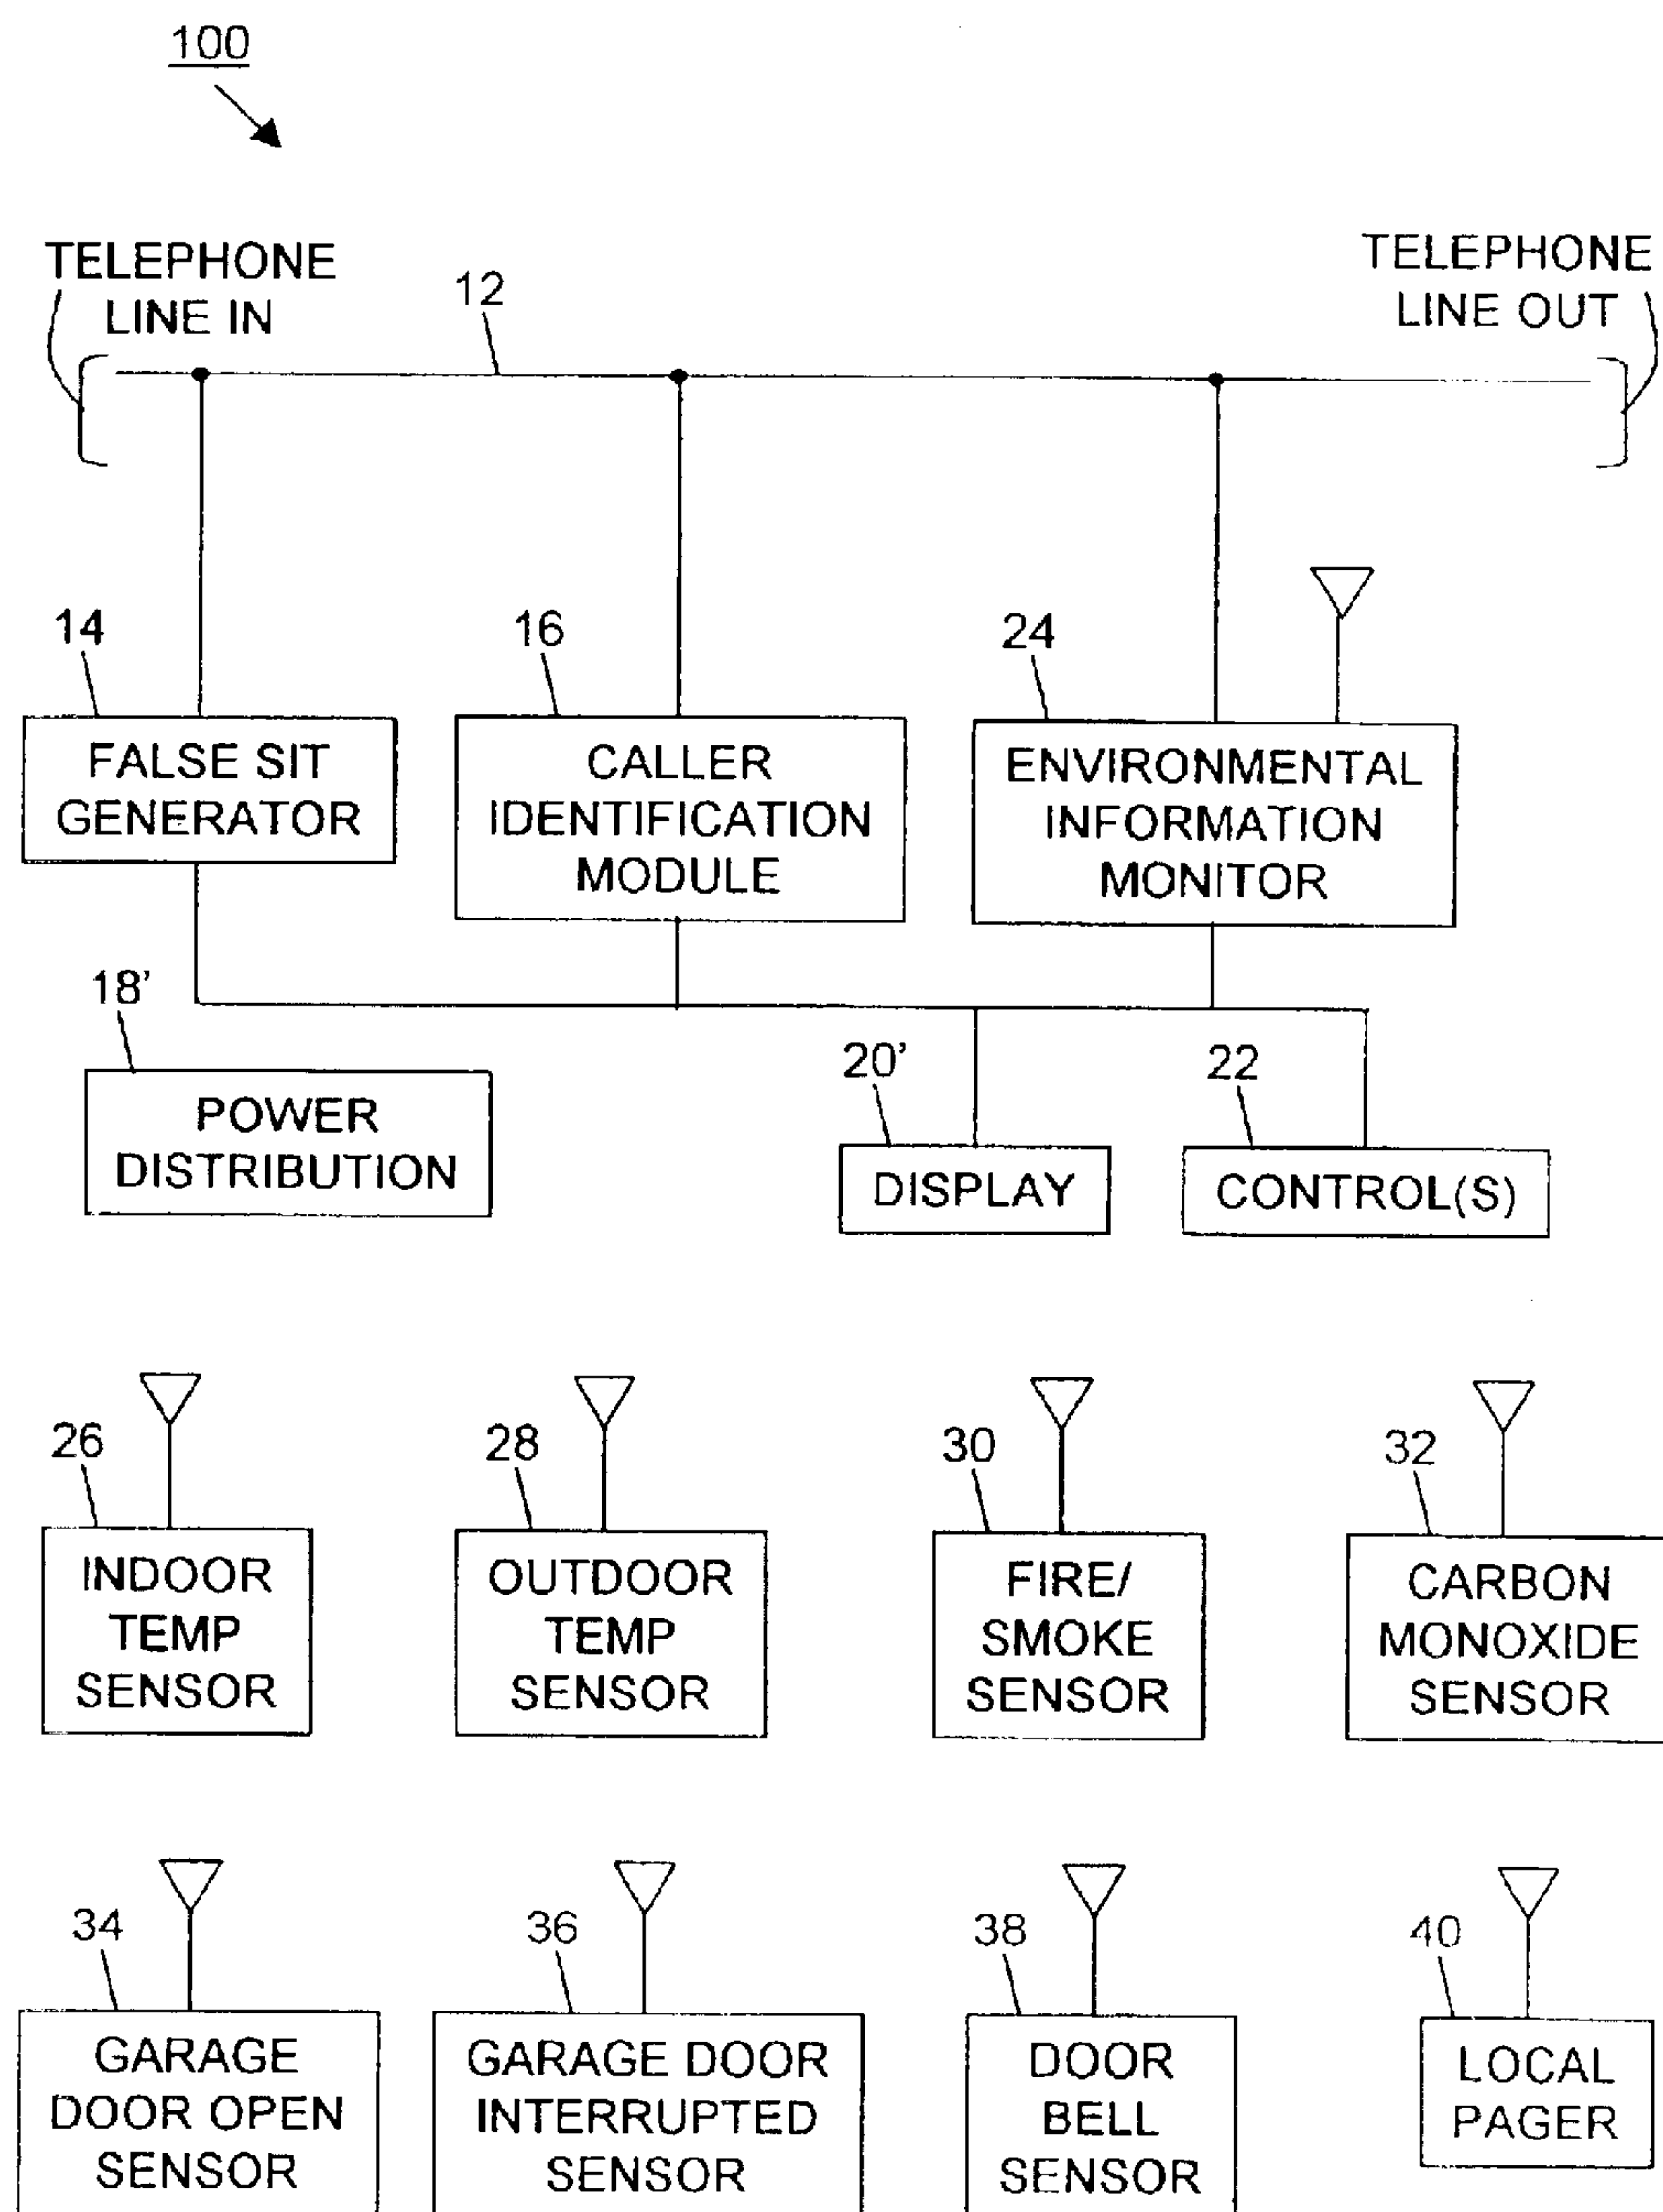 100
TELEPHONE
LINE IN
12
TELEPHONE
LINE OUT
14
FALSE SIT
GENERATOR
16
CALLER
IDENTIFICATION
MODULE
24
ENVIRONMENTAL
INFORMATION
MONITOR
18'
POWER
DISTRIBUTION
20'
DISPLAY
22
CONTROL(S)
26
INDOOR
TEMP
SENSOR
28
OUTDOOR
TEMP
SENSOR
30
FIRE/
SMOKE
SENSOR
32
CARBON
MONOXIDE
SENSOR
34
GARAGE
DOOR OPEN
SENSOR
36
GARAGE DOOR
INTERRUPTED
SENSOR
38
DOOR
BELL
SENSOR
40
LOCAL
PAGER